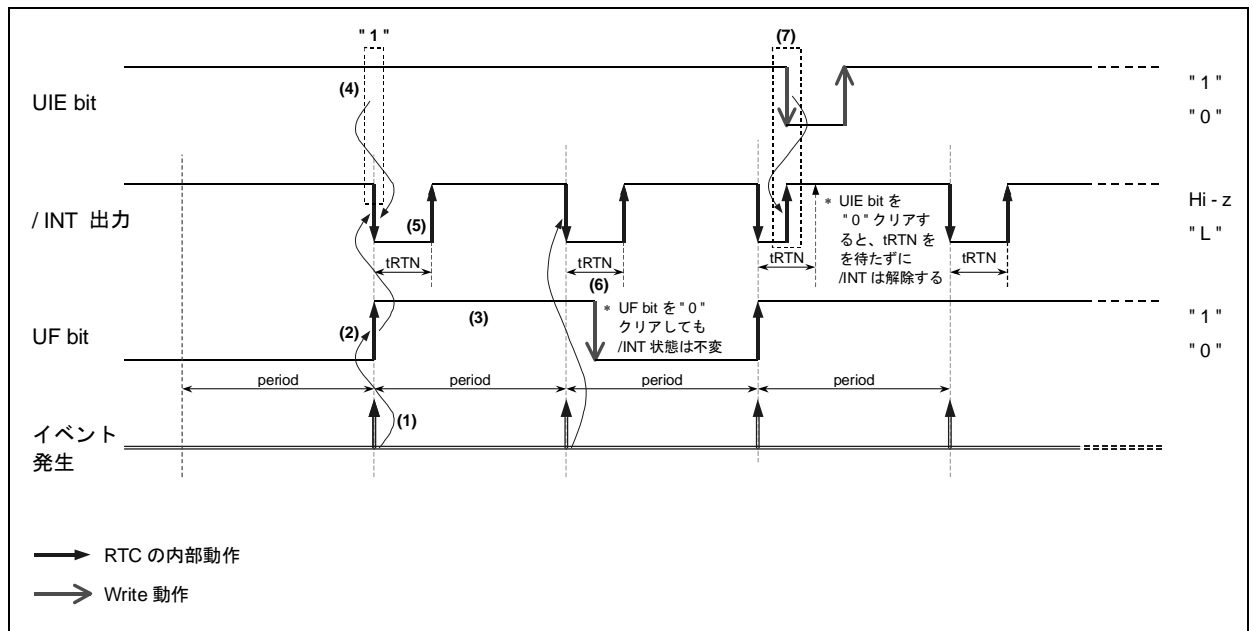 " 1 "
(7)
(4)
UIE bit
" 1 "
" 0 "
/ INT 出力
(5)
* UIE bit を
" 0 " クリアす
ると、tRTN を
を待たずに
/INT は解除する
Hi - z
" L "
tRTN
tRTN
tRTN
tRTN
(6)
UF bit
(2)
(3)
* UF bit を " 0 "
クリアしても
/INT 状態は不変
" 1 "
" 0 "
period
period
period
period
(1)
イベント
発生
RTC の内部動作
Write 動作